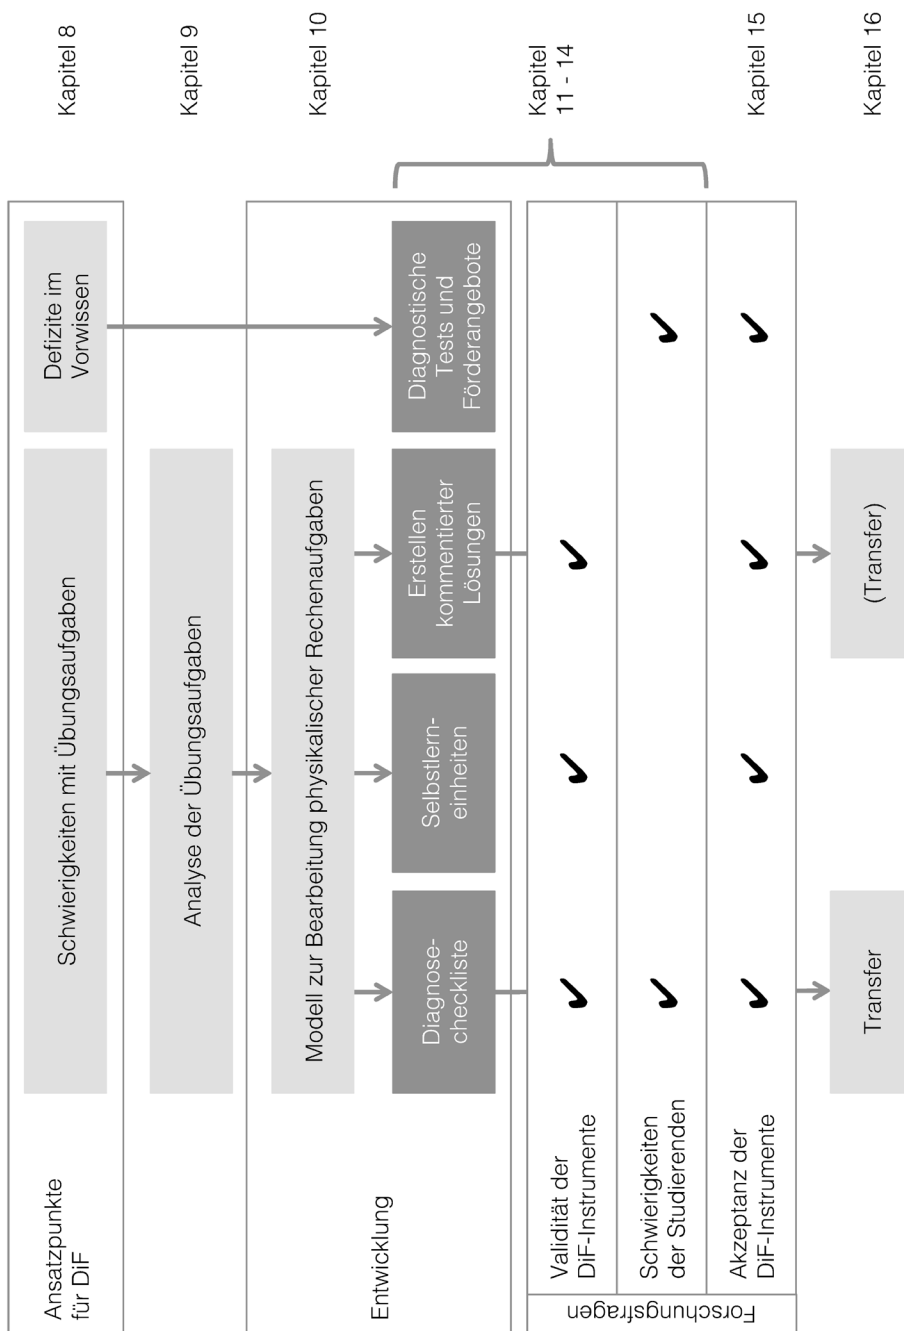 Ansatzpunkte
für DiF
Schwierigkeiten mit Übungsaufgaben
Defizite im
Vorwissen
Kapitel 8
Analyse der Übungsaufgaben
Kapitel 9
Entwicklung
Modell zur Bearbeitung physikalischer Rechenaufgaben
Kapitel 10
Diagnose-
checkliste
Selbstlern-
einheiten
Erstellen
kommentierter
Lösungen
Diagnostische
Tests und
Förderangebote
Kapitel
11 - 14
Forschungsfragen
Validität der
DiF-Instrumente
Schwierigkeiten
der Studierenden
Akzeptanz der
DiF-Instrumente
Kapitel 15
Transfer
(Transfer)
Kapitel 16